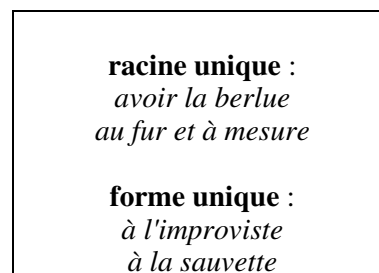 racine unique :
avoir la berlue
au fur et à mesure
forme unique :
à l'improviste
à la sauvette